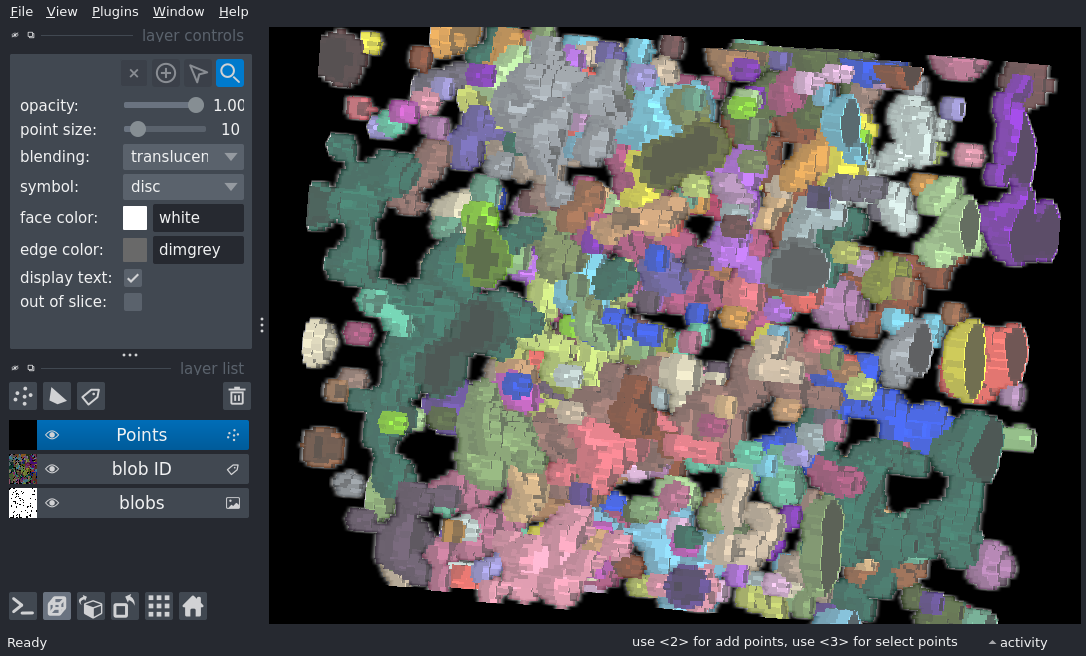 File View Plugins Window Help
layer controls
opacity: 1.00
point size: 10
blending: translucen
symbol: disc
face color: white
edge color: dimgrey
display text:
out of slice:
layer list
Points
blob ID
blobs
Ready
use <2> for add points, use <3> for select points
activity